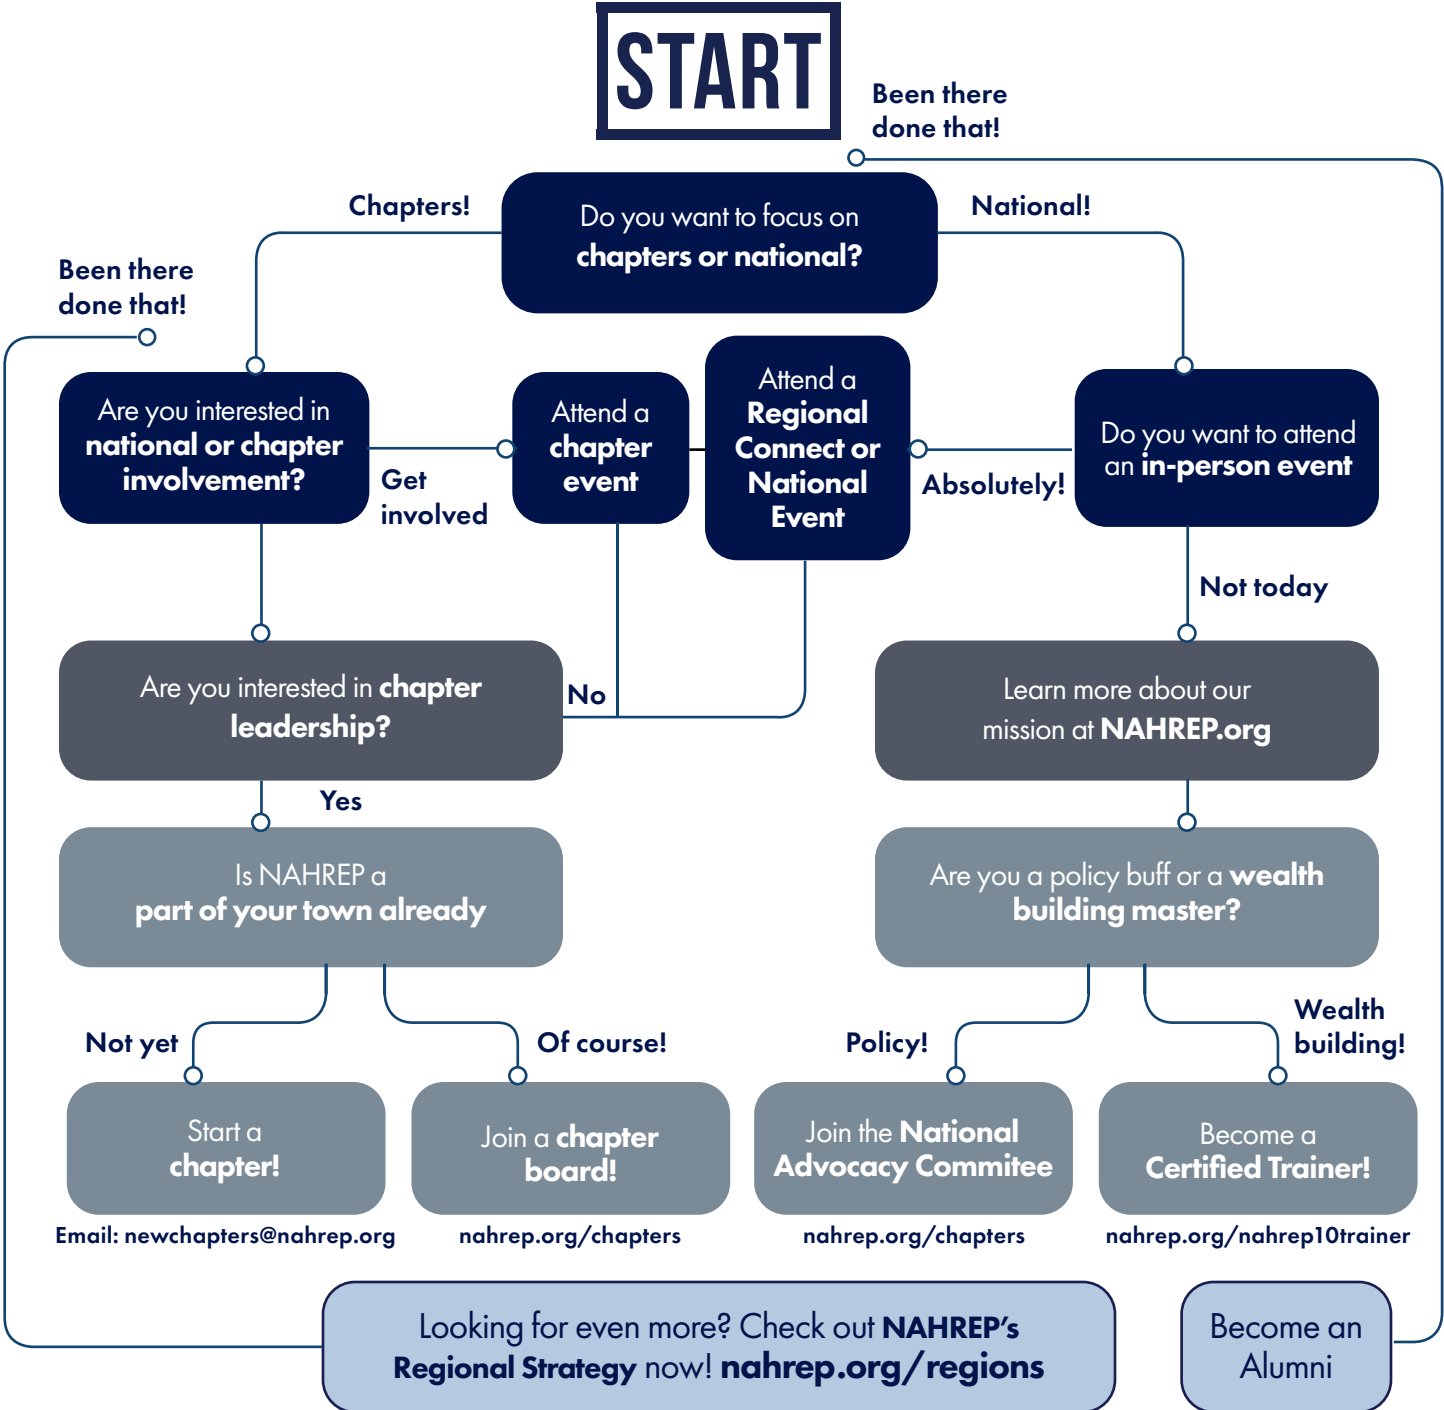 START
Been there
done that!
Chapters!
Do you want to focus on
chapters or national?
National!
Been there
done that!
Are you interested in
national or chapter
involvement?
Get
involved
Attend a
chapter
event
Attend a
Regional
Connect or
National
Event
Absolutely!
Do you want to attend
an in-person event
Not today
Are you interested in chapter
leadership?
No
Learn more about our
mission at NAHREP.org
Yes
Is NAHREP a
part of your town already
Are you a policy buff or a wealth
building master?
Not yet
Of course!
Policy!
Wealth
building!
Start a
chapter!
Join a chapter
board!
Join the National
Advocacy Commitee
Become a
Certified Trainer!
Email: newchapters@nahrep.org
nahrep.org/chapters
nahrep.org/chapters
nahrep.org/nahrep10trainer
Looking for even more? Check out NAHREP's
Regional Strategy now! nahrep.org/regions
Become an
Alumni